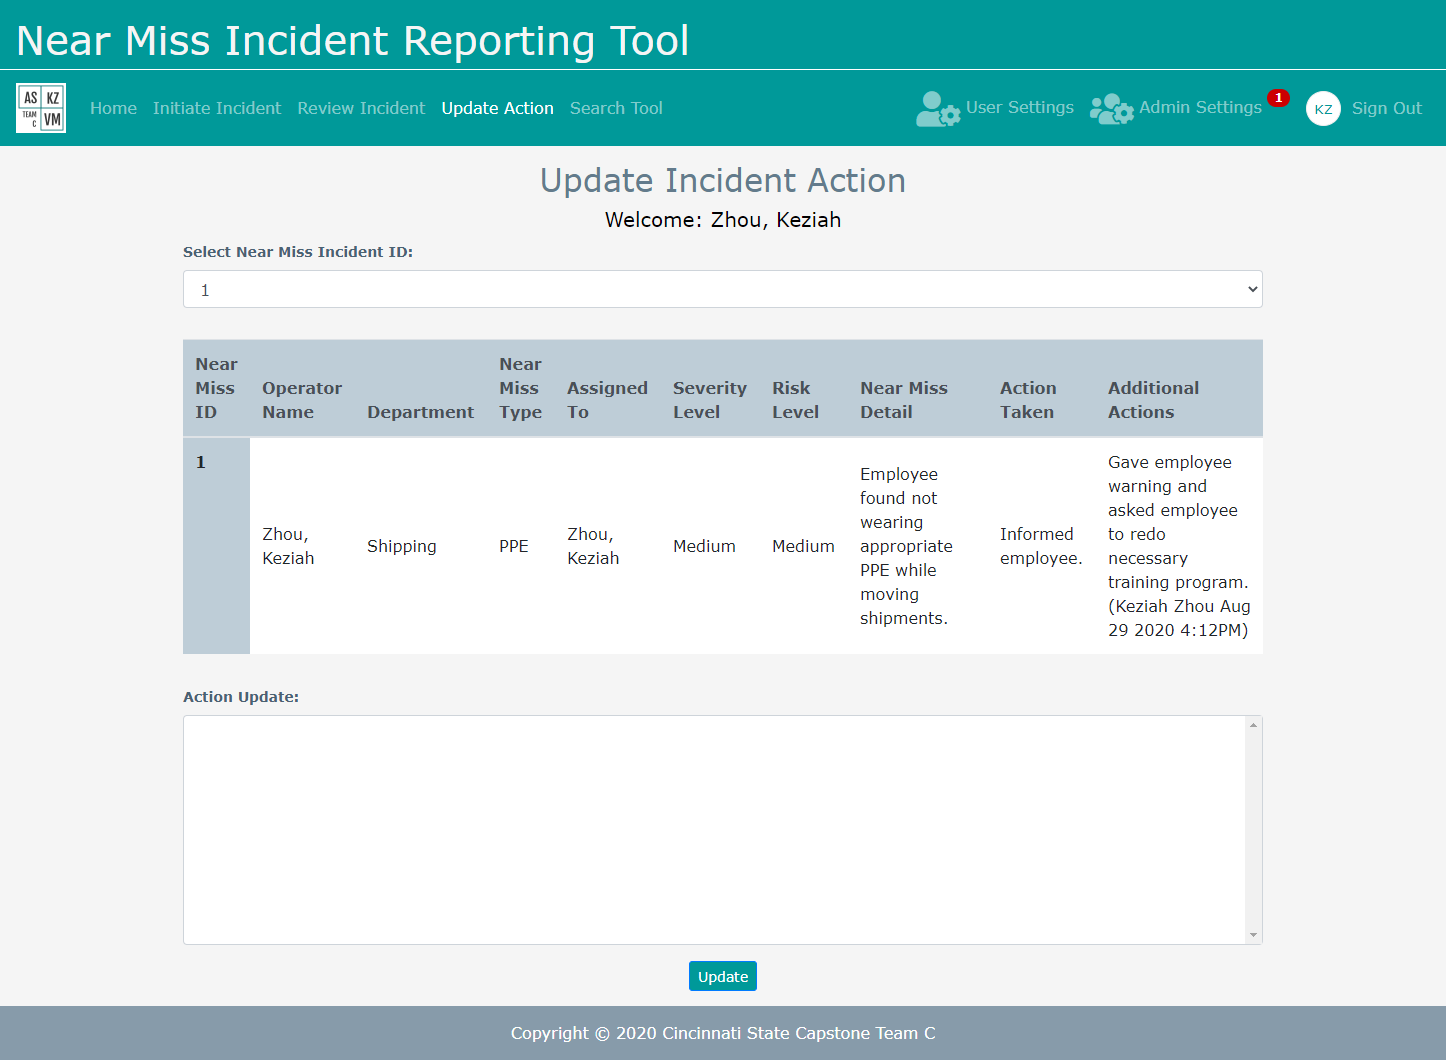 Near Miss Incident Reporting Tool
AS KZ
TEAM C VM
Home Initiate Incident Review Incident Update Action Search Tool User Settings Admin Settings 1 KZ Sign Out
Update Incident Action
Welcome: Zhou, Keziah
Select Near Miss Incident ID:
1
Near Miss ID Operator Name Department Near Miss Type Assigned To Severity Level Risk Level Near Miss Detail Action Taken Additional Actions
1 Zhou, Keziah Shipping PPE Zhou, Keziah Medium Medium Employee found not wearing appropriate PPE while moving shipments. Informed employee. Gave employee warning and asked employee to redo necessary training program. (Keziah Zhou Aug 29 2020 4:12PM)
Action Update:
Update
Copyright © 2020 Cincinnati State Capstone Team C